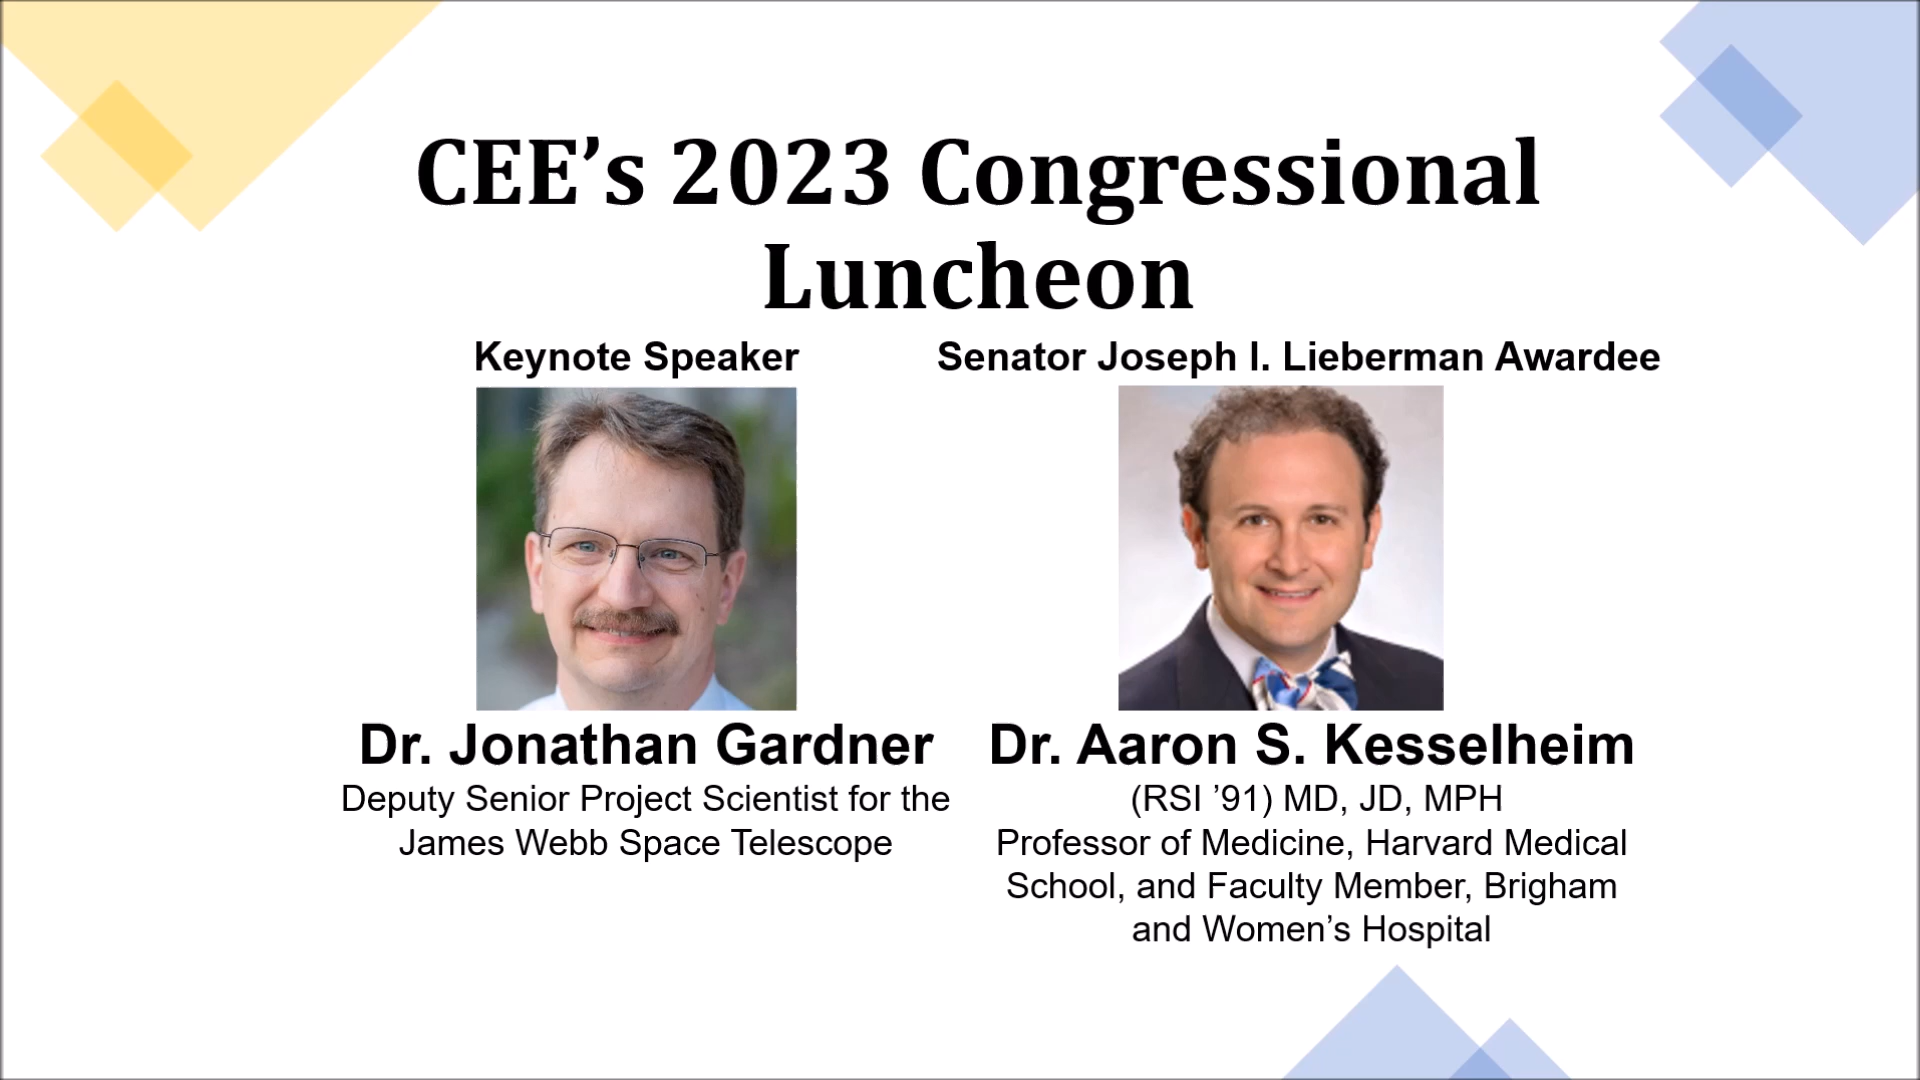 CEE’s 2023 Congressional
Luncheon
Keynote Speaker
Senator Joseph I. Lieberman Awardee
Dr. Jonathan Gardner
Deputy Senior Project Scientist for the
James Webb Space Telescope
Dr. Aaron S. Kesselheim
(RSI ’91) MD, JD, MPH
Professor of Medicine, Harvard Medical
School, and Faculty Member, Brigham
and Women’s Hospital